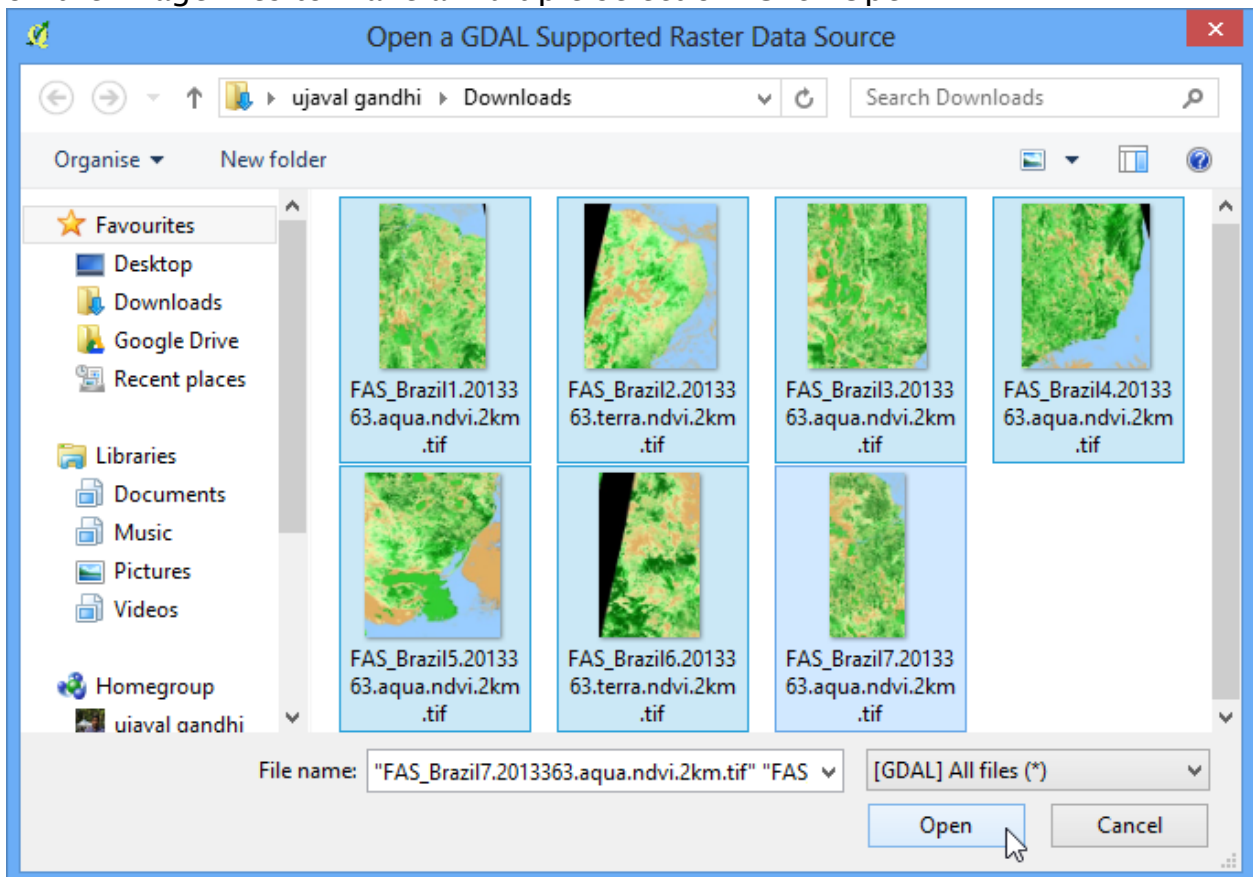 Open a GDAL Supported Raster Data Source
ujaval gandhi Downloads
Search Downloads
Organise
New folder
Favourites
Desktop
Downloads
Google Drive
Recent places
Libraries
Documents
Music
Pictures
Videos
Homegroup
ujaval gandhi
FAS_Brazil1.20133
63.aqua.ndvi.2km
.tif
FAS_Brazil2.20133
63.terra.ndvi.2km
.tif
FAS_Brazil3.20133
63.aqua.ndvi.2km
.tif
FAS_Brazil4.20133
63.aqua.ndvi.2km
.tif
FAS_Brazil5.20133
63.aqua.ndvi.2km
.tif
FAS_Brazil6.20133
63.terra.ndvi.2km
.tif
FAS_Brazil7.20133
63.aqua.ndvi.2km
.tif
File name: "FAS_Brazil7.2013363.aqua.ndvi.2km.tif" "FAS
[GDAL] All files (*)
Open
Cancel